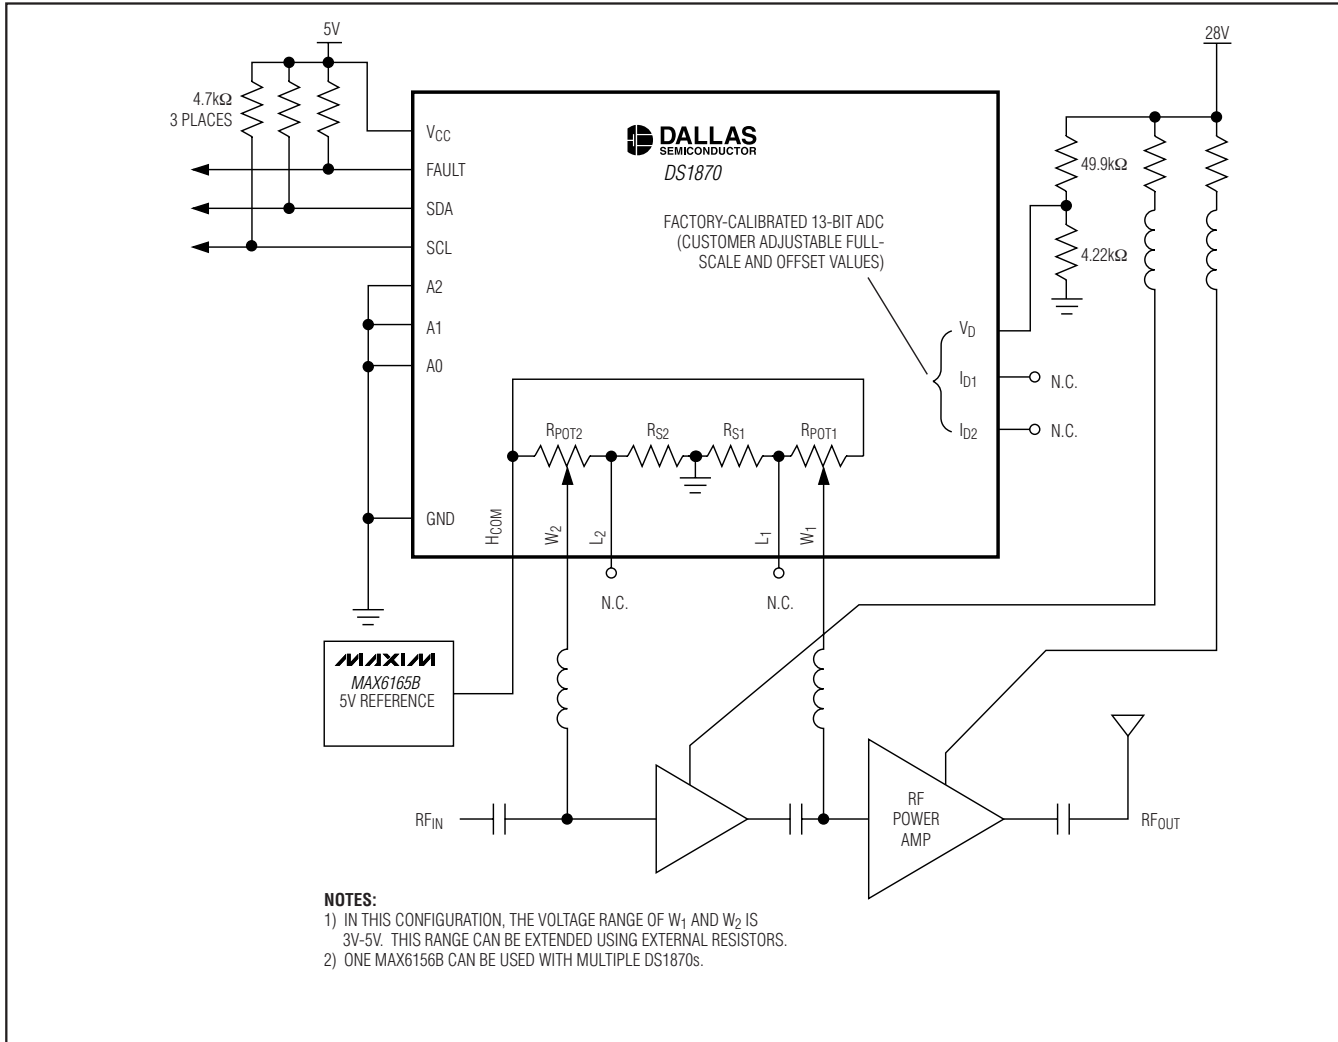 5V
28V
4.7kΩ
3 PLACES
DALLAS
SEMICONDUCTOR
DS1870
VCC
FAULT
SDA
SCL
A2
A1
A0
GND
FACTORY-CALIBRATED 13-BIT ADC
(CUSTOMER ADJUSTABLE FULL-
SCALE AND OFFSET VALUES)
49.9kΩ
4.22kΩ
VD
ID1
N.C.
ID2
N.C.
RPOT2
RS2
RS1
RPOT1
HCOM
W2
L2
L1
W1
N.C.
N.C.
MAXIM
MAX6165B
5V REFERENCE
RFIN
RF
POWER
AMP
RFOUT
NOTES:
1) IN THIS CONFIGURATION, THE VOLTAGE RANGE OF W1 AND W2 IS
3V-5V. THIS RANGE CAN BE EXTENDED USING EXTERNAL RESISTORS.
2) ONE MAX6156B CAN BE USED WITH MULTIPLE DS1870s.